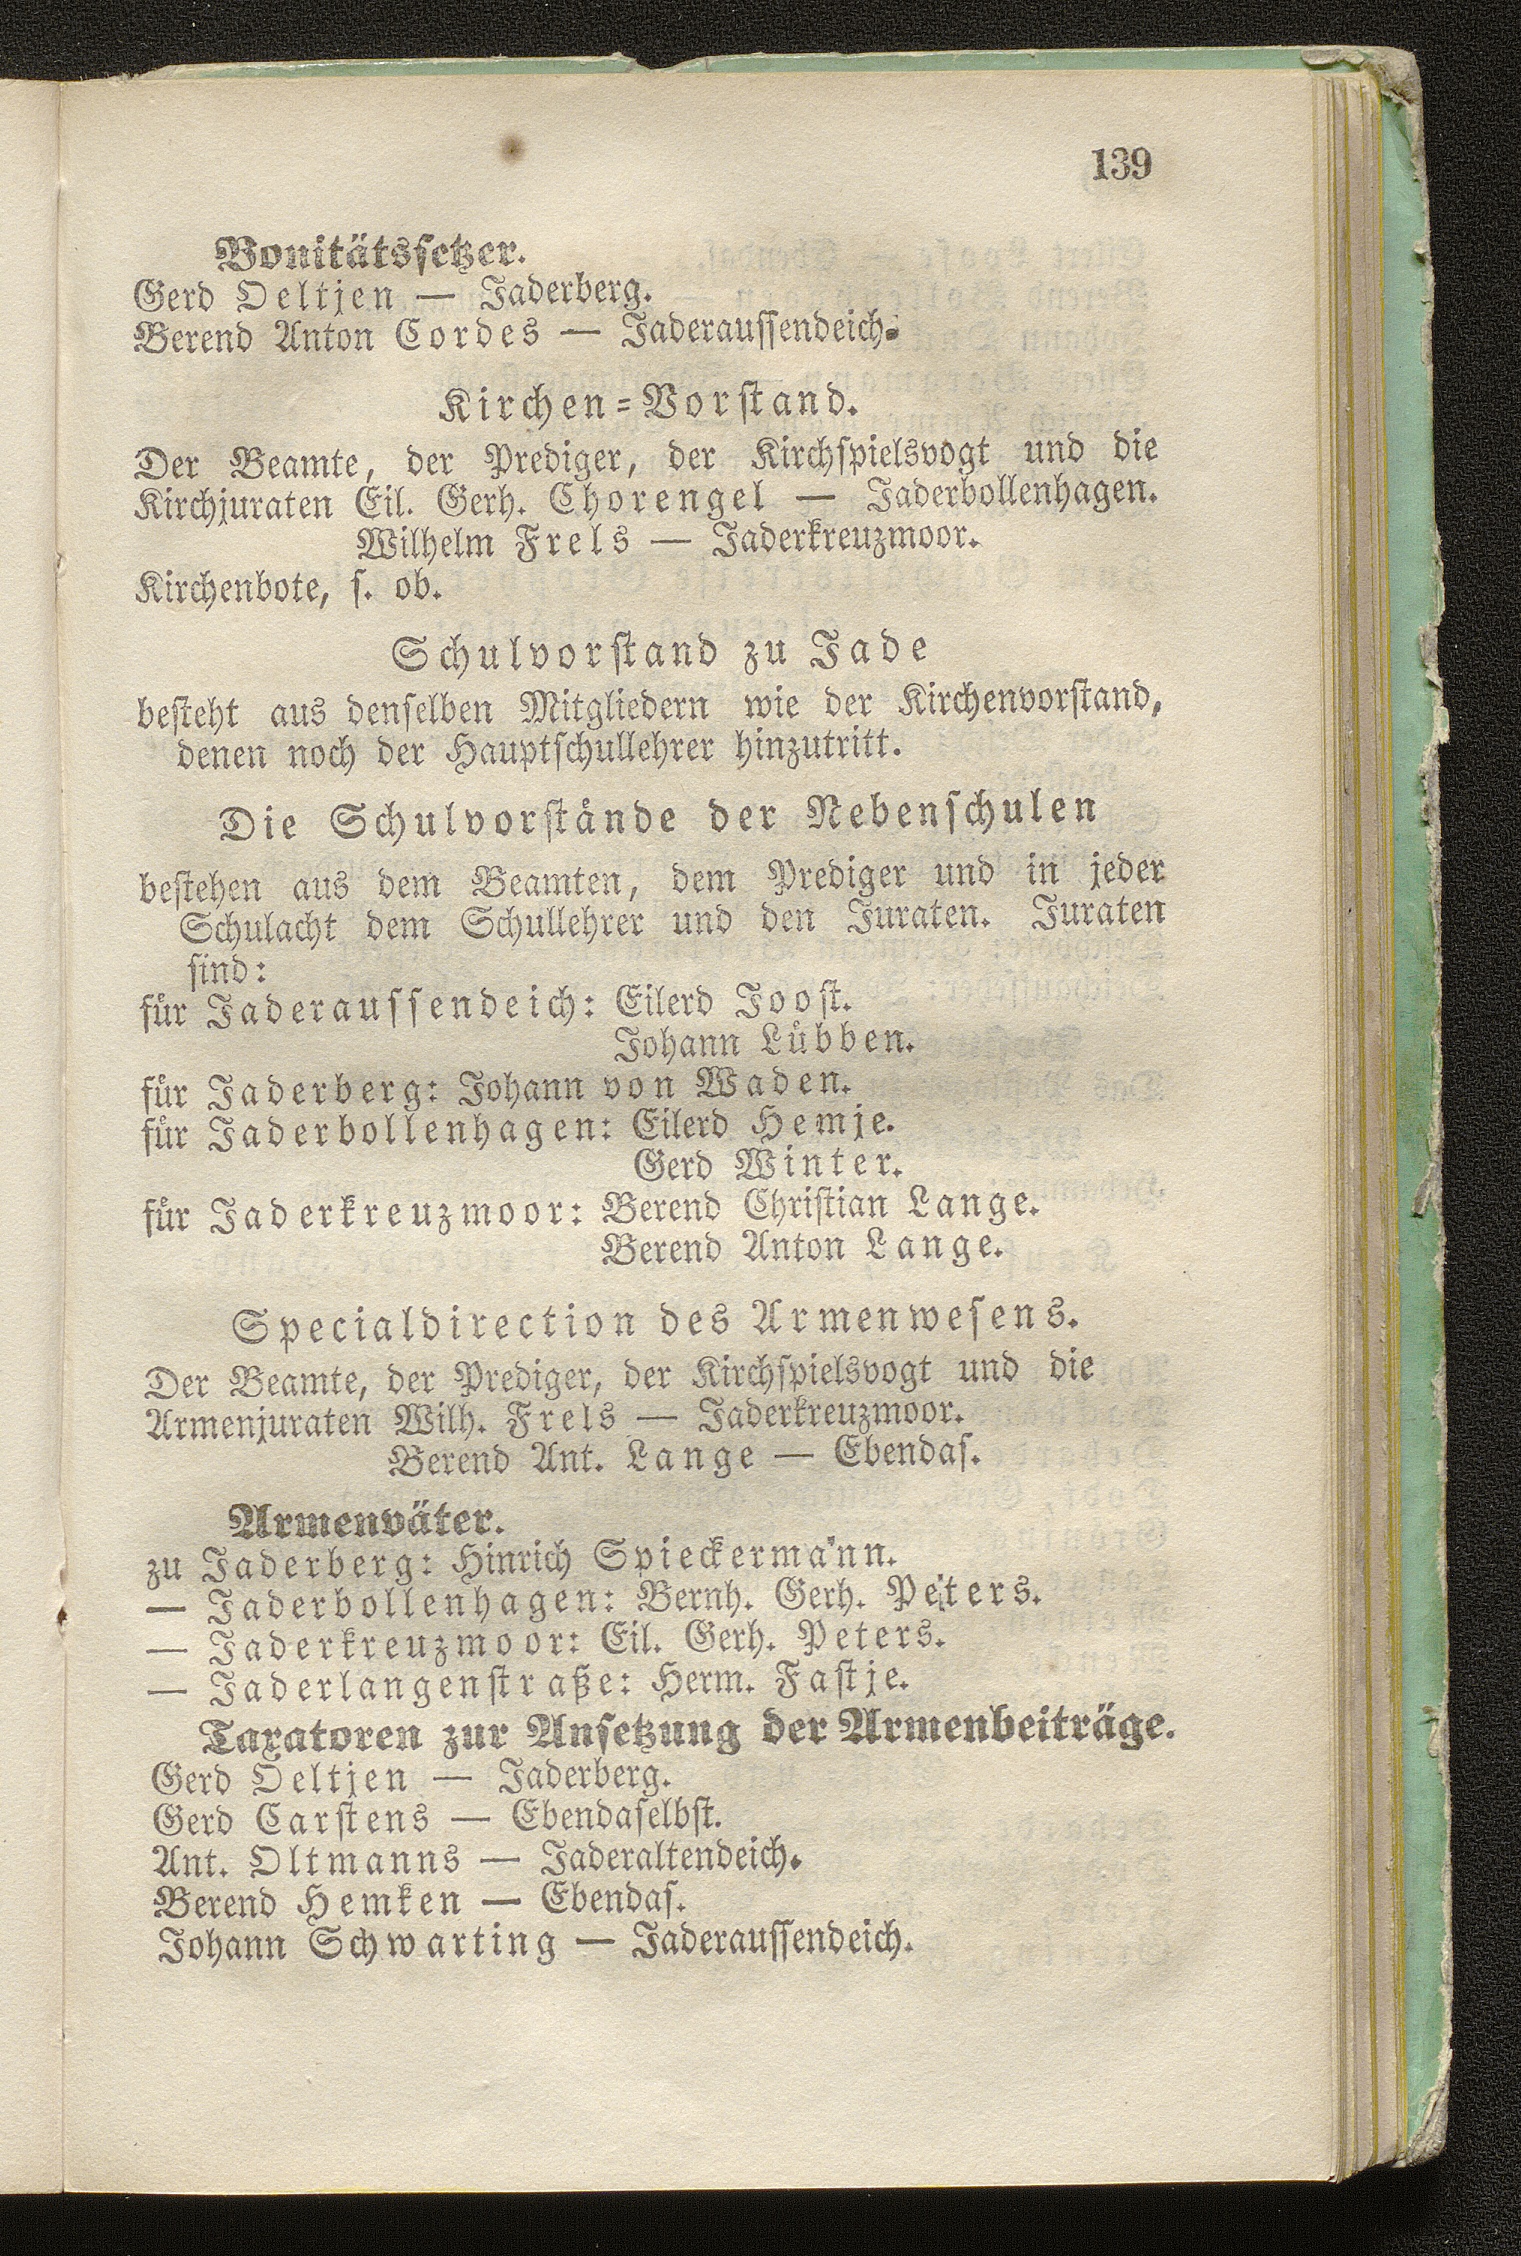 139
Bonitätssetzer.
Gerd Oeltjen — Jaderberg.
Berend Anton Cordes — Jaderaussendeich.
Kirchen=Vorstand.
Der Beamte, der Prediger, der Kirchspielsvogt und die
Kirchjuraten Eil. Gerh. Chorengel — Jaderbollenhagen.
Wilhelm Frels — Jaderkreuzmoor.
Kirchenbote, s. ob.
Schulvorstand zu Jade
besteht aus denselben Mitgliedern wie der Kirchenvorstand,
denen noch der Hauptschullehrer hinzutritt.
Die Schulvorstände der Nebenschulen
bestehen aus dem Beamten, dem Prediger und in jeder
Schulacht dem Schullehrer und den Juraten. Juraten
sind:
für Jaderaussendeich: Eilerd Joost.
Johann Lübben.
für Jaderberg: Johann von Waden.
für Jaderbollenhagen: Eilerd Hemje.
Gerd Winter.
für Jaderkreuzmoor: Berend Christian Lange.
Berend Anton Lange.
Specialdirection des Armenwesens.
Der Beamte, der Prediger, der Kirchspielsvogt und die
Armenjuraten Wilh. Frels — Jaderkreuzmoor.
Berend Ant. Lange — Ebendas.
Armenväter.
zu Jaderberg: Hinrich Spieckermann.
— Jaderbollenhagen: Bernh. Gerh. Peters.
— Jaderkreuzmoor: Eil. Gerh. Peters.
— Jaderlangenstraße: Herm. Fastje.
Taxatoren zur Ansetzung der Armenbeiträge.
Gerd Oeltjen — Jaderberg.
Gerd Carstens — Ebendaselbst.
Ant. Oltmanns — Jaderaltendeich.
Berend Hemken — Ebendas.
Johann Schwarting — Jaderaussendeich.